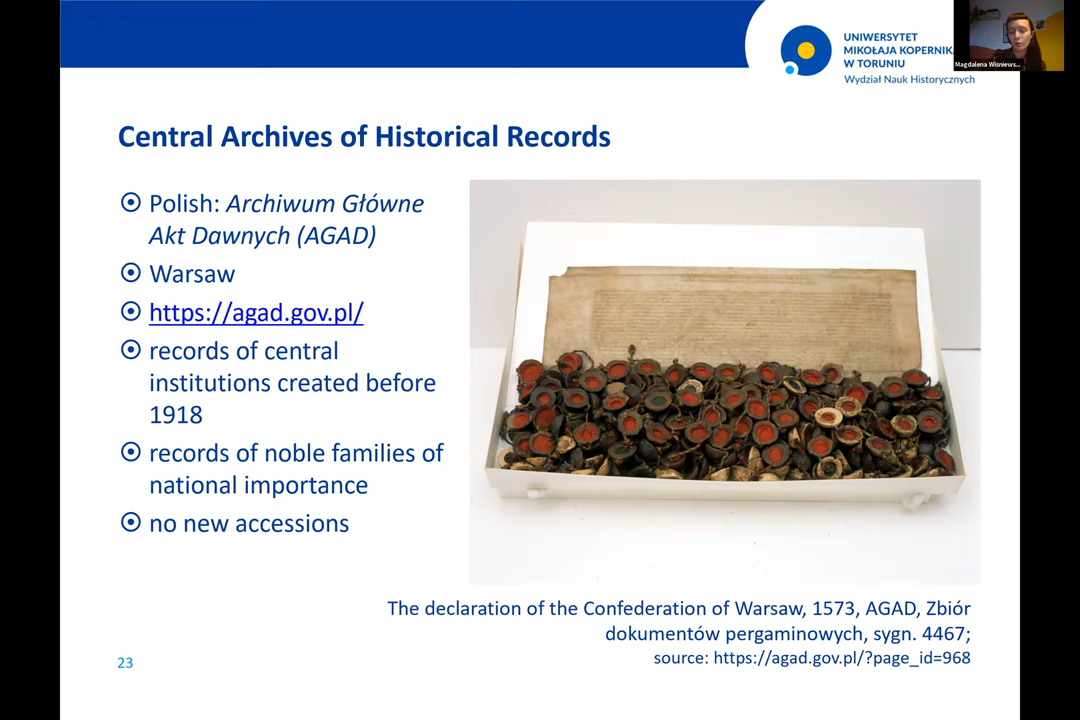 UNIWERSYTET
MIKOŁAJA KOPERNIKA
W TORUNIU
Wydział Nauk Historycznych
Magdalena Wisniews...
Central Archives of Historical Records
Polish: Archiwum Główne
Akt Dawnych (AGAD)
Warsaw
https://agad.gov.pl/
records of central
institutions created before
1918
records of noble families of
national importance
no new accessions
The declaration of the Confederation of Warsaw, 1573, AGAD, Zbiór
dokumentów pergaminowych, sygn. 4467;
source: https://agad.gov.pl/?page_id=968
23